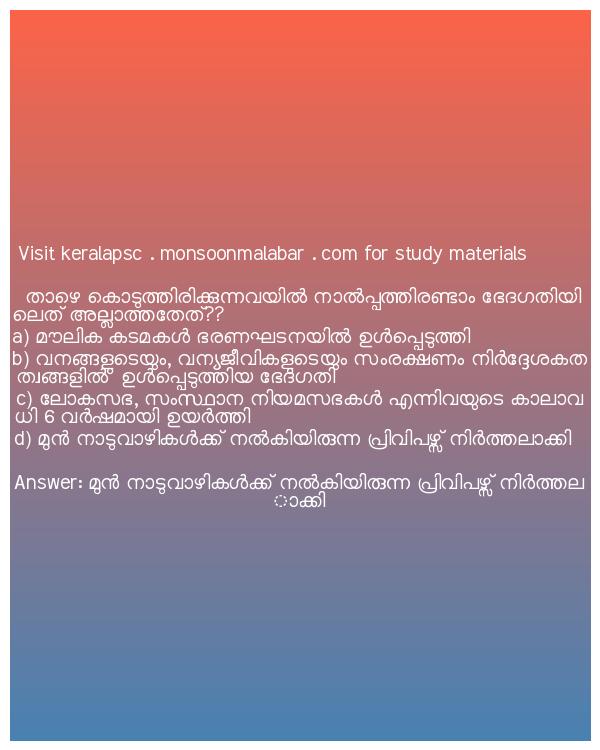 Visit keralapsc . monsoonmalabar . com for study materials
താഴെ കൊടുത്തിരിക്കുന്നവയിൽ നാൽപ്പത്തിരണ്ടാം ഭേദഗതിയി
ലെത് അല്ലാത്തതേത്??
a) മൗലിക കടമകൾ ഭരണഘടനയിൽ ഉൾപ്പെടുത്തി
b) വനങ്ങളുടെയും, വന്യജീവികളുടെയും സംരക്ഷണം നിർദ്ദേശകത
ത്വങ്ങളിൽ ഉൾപ്പെടുത്തിയ ഭേദഗതി
c) ലോകസഭ, സംസ്ഥാന നിയമസഭകൾ എന്നിവയുടെ കാലാവ
ധി 6 വർഷമായി ഉയർത്തി
d) മുൻ നാടുവാഴികൾക്ക് നൽകിയിരുന്ന പ്രിവിപഴ്സ് നിർത്തലാക്കി
Answer: മുൻ നാടുവാഴികൾക്ക് നൽകിയിരുന്ന പ്രിവിപഴ്സ് നിർത്തല
ാക്കി